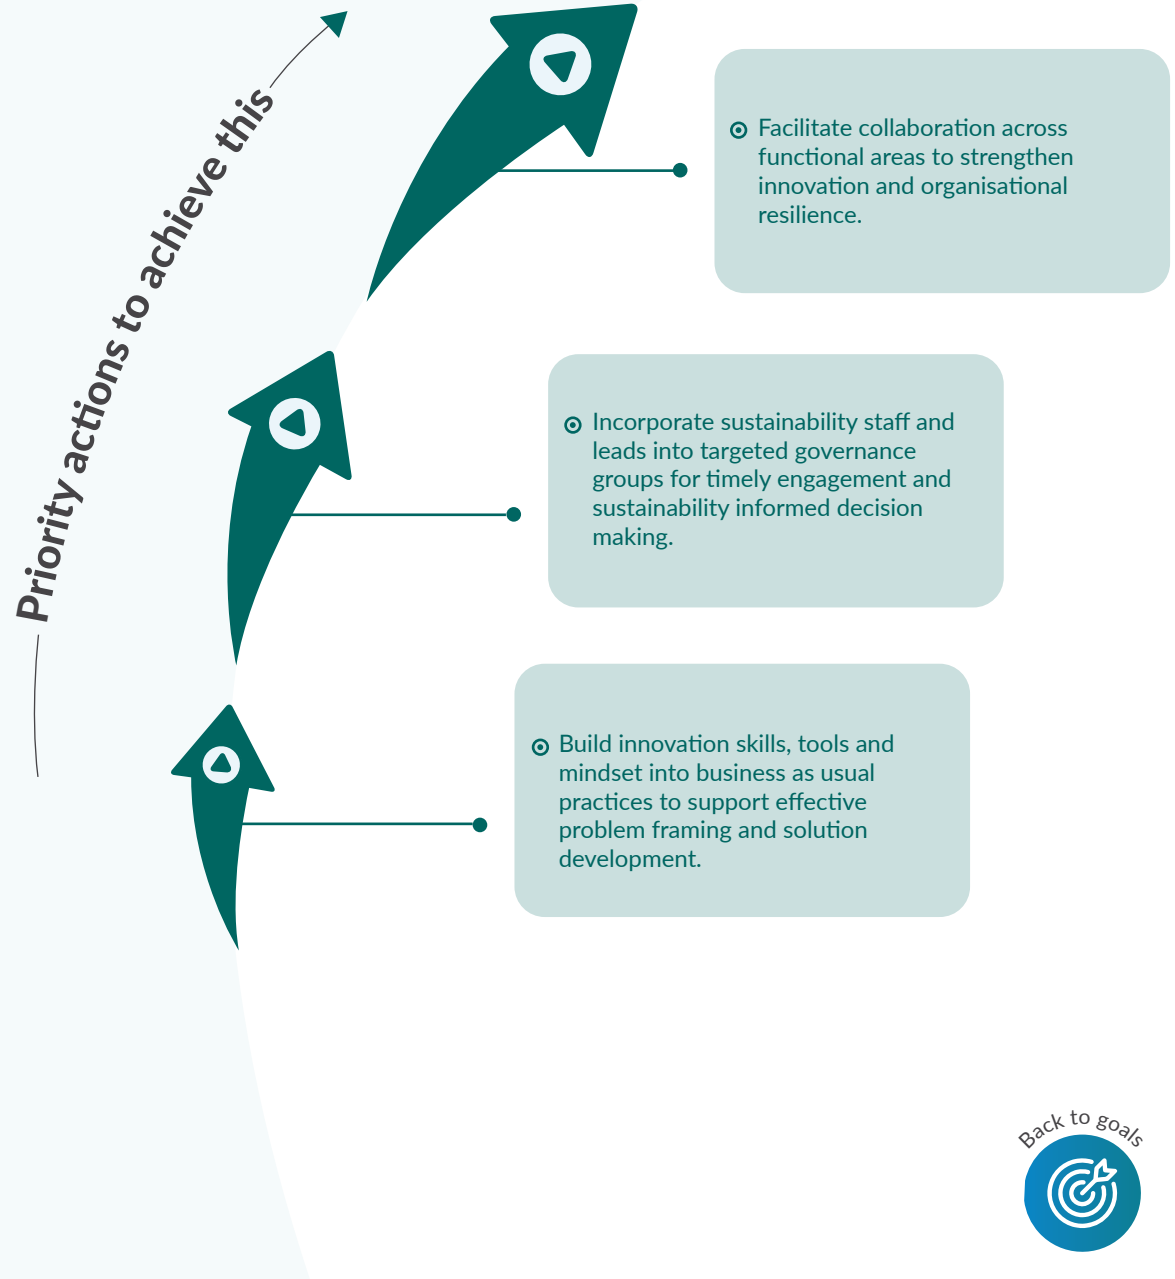 Priority actions to achieve this
Facilitate collaboration across
functional areas to strengthen
innovation and organisational
resilience.
Incorporate sustainability staff and
leads into targeted governance
groups for timely engagement and
sustainability informed decision
making.
Build innovation skills, tools and
mindset into business as usual
practices to support effective
problem framing and solution
development.
Back to goals